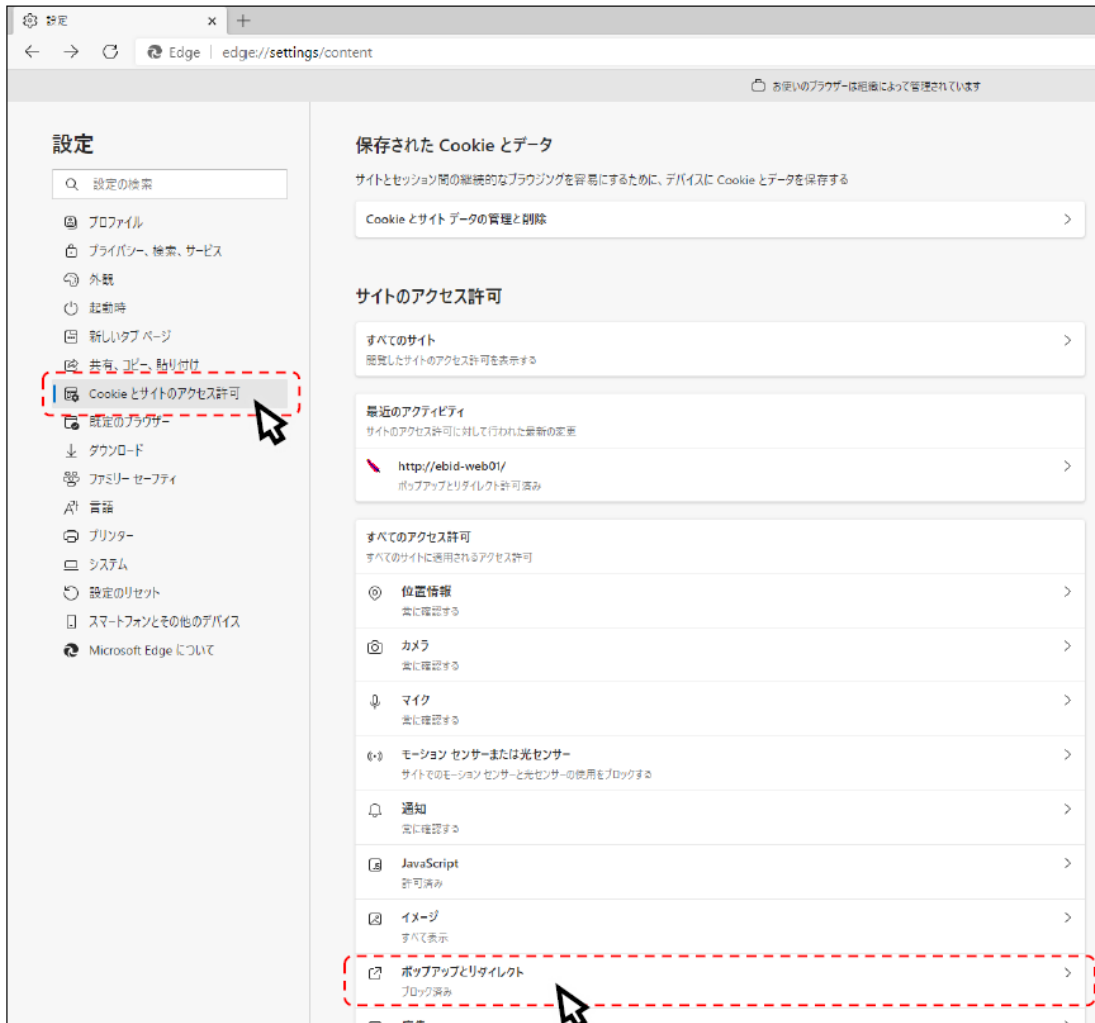 設定
Edge | edge://settings/content
お使いのブラウザーは組織によって管理されています
設定
設定の検索
プロファイル
プライバシー、検索、サービス
外観
起動時
新しいタブ ページ
共有、コピー、貼り付け
Cookie とサイトのアクセス許可
既定のブラウザー
ダウンロード
ファミリー セーフティ
言語
プリンター
システム
設定のリセット
スマートフォンとその他のデバイス
Microsoft Edge について
保存された Cookie とデータ
サイトとセッション間の継続的なブラウジングを容易にするために、デバイスに Cookie とデータを保存する
Cookie とサイト データの管理と削除
サイトのアクセス許可
すべてのサイト
閲覧したサイトのアクセス許可を表示する
最近のアクティビティ
サイトのアクセス許可に対して行われた最新の変更
http://ebid-web01/
ポップアップとリダイレクト許可済み
すべてのアクセス許可
すべてのサイトに適用されるアクセス許可
位置情報
常に確認する
カメラ
常に確認する
マイク
常に確認する
モーション センサーまたは光センサー
サイトでのモーション センサーと光センサーの使用をブロックする
通知
常に確認する
JavaScript
許可済み
イメージ
すべて表示
ポップアップとリダイレクト
ブロック済み